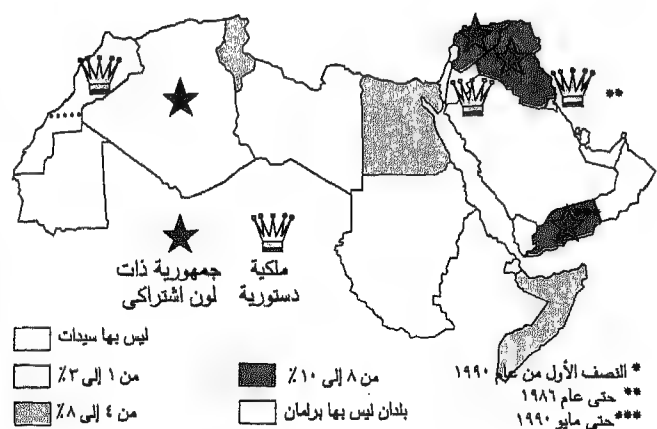 **
ملكية
دستورية
جمهورية ذات
لون اشتراكى
ليس بها سيدات
من ١ إلى ٣٪
من ٤ إلى ٨٪
من ٨ إلى ١٠٪
بلدان ليس بها برلمان
* النصف الأول من عام ١٩٩٠
** حتى عام ١٩٨٦
***حتى مايو ١٩٩٠